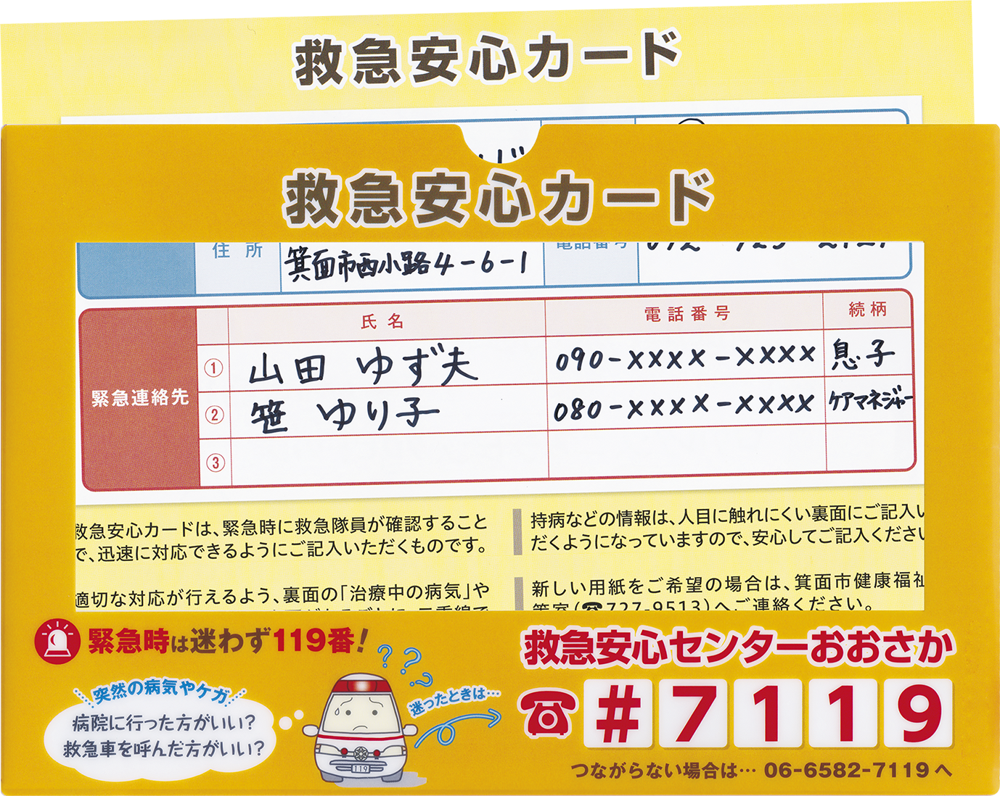 救急安心カード
救急安心カード
住所 箕面市西小路4-6-1 電話番号
氏名 電話番号 続柄
緊急連絡先
① 山田 ゆず夫 090-XXXX-XXXX 息子
② 笹 ゆり子 080-XXXX-XXXX ケアマネジャー
③
救急安心カードは、緊急時に救急隊員が確認すること
で、迅速に対応できるようにご記入いただくものです。
適切な対応が行えるよう、裏面の「治療中の病気」や
持病などの情報は、人目に触れにくい裏面にご記入い
だくようになっていますので、安心してご記入ください
新しい用紙をご希望の場合は、箕面市健康福祉
室(☎727-9513)へご連絡ください。
緊急時は迷わず119番!
突然の病気やケガ
病院に行った方がいい?
救急車を呼んだ方がいい?
??
?
迷ったときは…
119
救急安心センターおおさか
☎#7119
つながらない場合は… 06-6582-7119へ